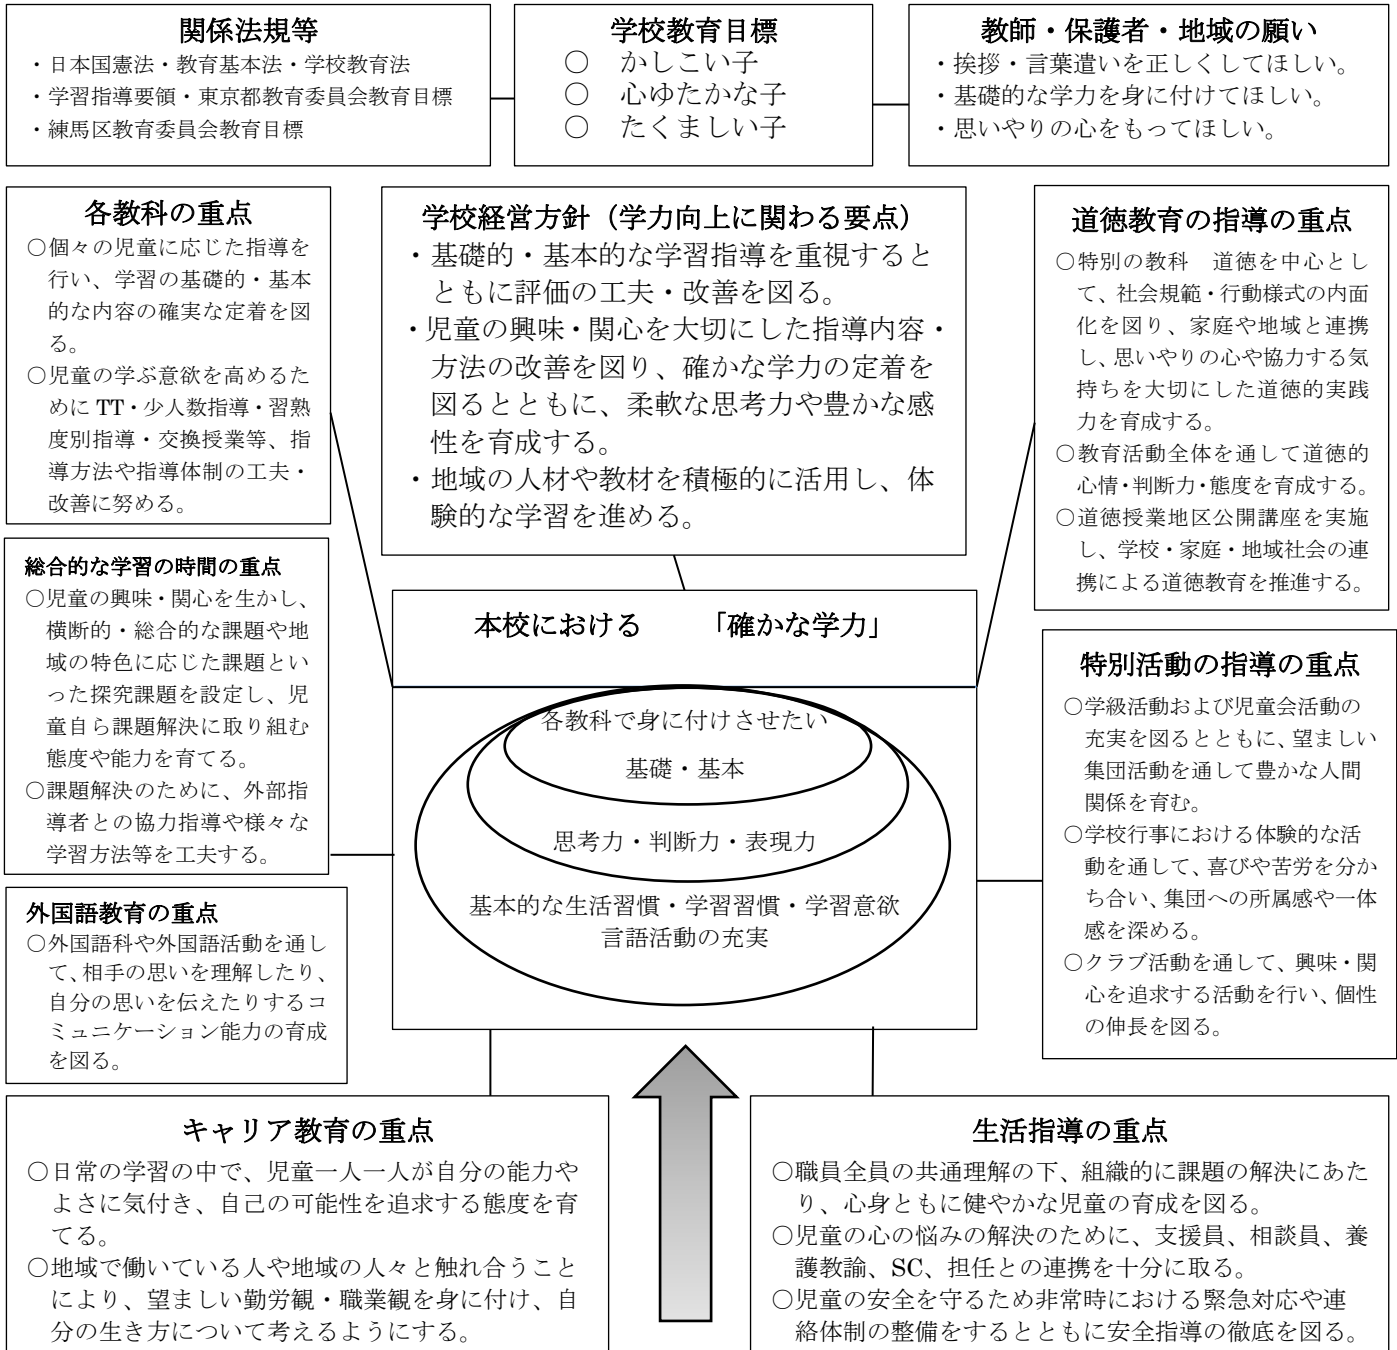 関係法規等
・日本国憲法・教育基本法・学校教育法
・学習指導要領・東京都教育委員会教育目標
・練馬区教育委員会教育目標
学校教育目標
○ かしこい子
○ 心ゆたかな子
○ たくましい子
教師・保護者・地域の願い
・挨拶・言葉遣いを正しくしてほしい。
・基礎的な学力を身に付けてほしい。
・思いやりの心をもってほしい。
各教科の重点
○個々の児童に応じた指導を
行い、学習の基礎的・基本
的な内容の確実な定着を図
る。
○児童の学ぶ意欲を高めるた
めに TT・少人数指導・習熟
度別指導・交換授業等、指
導方法や指導体制の工夫・
改善に努める。
学校経営方針（学力向上に関わる要点）
・基礎的・基本的な学習指導を重視すると
ともに評価の工夫・改善を図る。
・児童の興味・関心を大切にした指導内容・
方法の改善を図り、確かな学力の定着を
図るとともに、柔軟な思考力や豊かな感
性を育成する。
・地域の人材や教材を積極的に活用し、体
験的な学習を進める。
道徳教育の指導の重点
○特別の教科 道徳を中心とし
て、社会規範・行動様式の内面
化を図り、家庭や地域と連携
し、思いやりの心や協力する気
持ちを大切にした道徳的実践
力を育成する。
○教育活動全体を通して道徳的
心情・判断力・態度を育成する。
○道徳授業地区公開講座を実施
し、学校・家庭・地域社会の連
携による道徳教育を推進する。
総合的な学習の時間の重点
○児童の興味・関心を生かし、
横断的・総合的な課題や地
域の特色に応じた課題とい
った探究課題を設定し、児
童自ら課題解決に取り組む
態度や能力を育てる。
○課題解決のために、外部指
導者との協力指導や様々な
学習方法等を工夫する。
本校における 「確かな学力」
各教科で身に付けさせたい
基礎・基本
思考力・判断力・表現力
基本的な生活習慣・学習習慣・学習意欲
言語活動の充実
特別活動の指導の重点
○学級活動および児童会活動の
充実を図るとともに、望ましい
集団活動を通して豊かな人間
関係を育む。
○学校行事における体験的な活
動を通して、喜びや苦労を分か
ち合い、集団への所属感や一体
感を深める。
○クラブ活動を通して、興味・関
心を追求する活動を行い、個性
の伸長を図る。
外国語教育の重点
○外国語科や外国語活動を通し
て、相手の思いを理解したり、
自分の思いを伝えたりするコ
ミュニケーション能力の育成
を図る。
キャリア教育の重点
○日常の学習の中で、児童一人一人が自分の能力や
よさに気付き、自己の可能性を追求する態度を育
てる。
○地域で働いている人や地域の人々と触れ合うこと
により、望ましい勤労観・職業観を身に付け、自
分の生き方について考えるようにする。
生活指導の重点
○職員全員の共通理解の下、組織的に課題の解決にあた
り、心身ともに健やかな児童の育成を図る。
○児童の心の悩みの解決のために、支援員、相談員、養
護教諭、SC、担任との連携を十分に取る。
○児童の安全を守るため非常時における緊急対応や連
絡体制の整備をするとともに安全指導の徹底を図る。